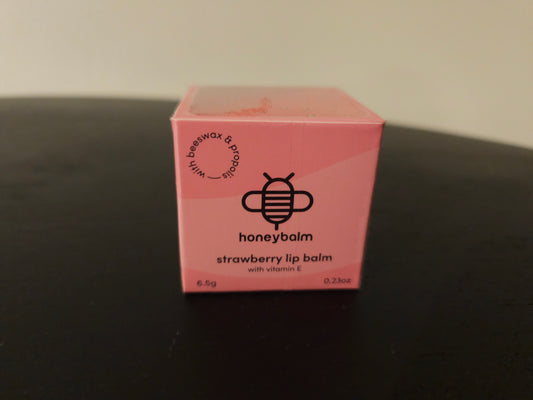 with beeswax & propolis —
honeybalm
strawberry lip balm
with vitamin E
6.5g
0.23oz